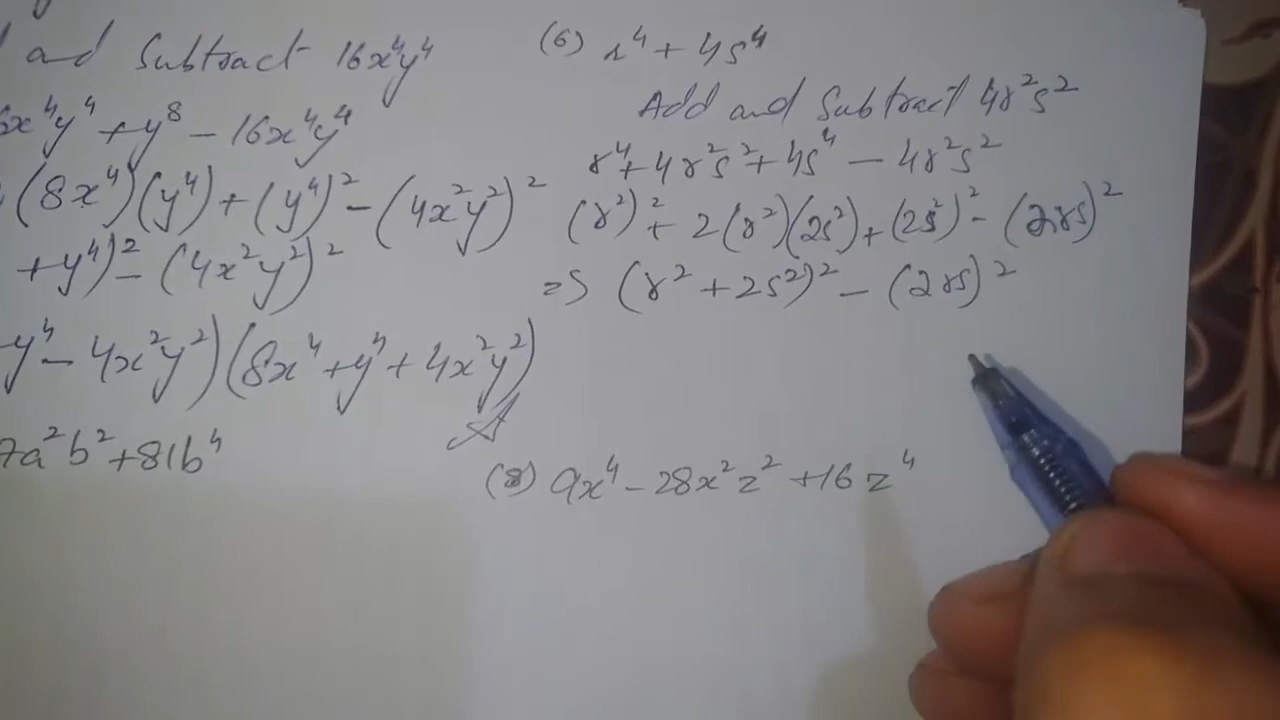 and Subtract 16x⁴y⁴
6x⁴y⁴ + y⁸ - 16x⁴y⁴
(8x⁴)(y⁴) + (y⁴)² - (4x²y²)²
+ y⁴)² - (4x²y²)²
y⁴ - 4x²y²)(8x⁴ + y⁴ + 4x²y²)
7a²b² + 81b⁴
(6) r⁴ + 4s⁴
Add and Subtract 4r²s²
r⁴ + 4r²s² + 4s⁴ - 4r²s²
(r²)² + 2(r²)(2s²) + (2s²)² - (2rs)²
=> (r² + 2s²)² - (2rs)²
(8) 9x⁴ - 28x²z² + 16z⁴